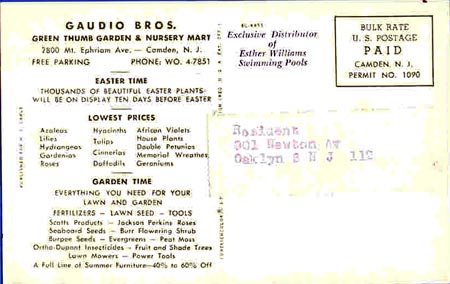 GAUDIO BROS.
GREEN THUMB GARDEN & NURSERY MART
2800 Mt. Ephriam Ave. — Camden, N. J.
FREE PARKING PHONE: WO. 4-7851
EASTER TIME
THOUSANDS OF BEAUTIFUL EASTER PLANTS
WILL BE ON DISPLAY TEN DAYS BEFORE EASTER
LOWEST PRICES
Azaleas Hyacinths African Violets
Lilies Tulips House Plants
Hydrangeas Double Petunias
Gardenias Cinnerarias Memorial Wreathes
Roses Daffodils Geraniums
GARDEN TIME
EVERYTHING YOU NEED FOR YOUR
LAWN AND GARDEN
FERTILIZERS — LAWN SEED — TOOLS
Scotts Products — Jackson Perkins Roses
Seaboard Seeds — Burr Flowering Shrub
Burpee Seeds — Evergreens — Peat Moss
Ortho-Dupont Insecticides — Fruit and Shade Trees
Lawn Mowers — Power Tools
A Full Line of Summer Furniture—40% to 60% Off
Exclusive Distributor
of
Esther Williams
Swimming Pools
BULK RATE
U. S. POSTAGE
PAID
CAMDEN, N. J.
PERMIT NO. 1090
Resident
901 Newton Av
Oaklyn 6 N J 112